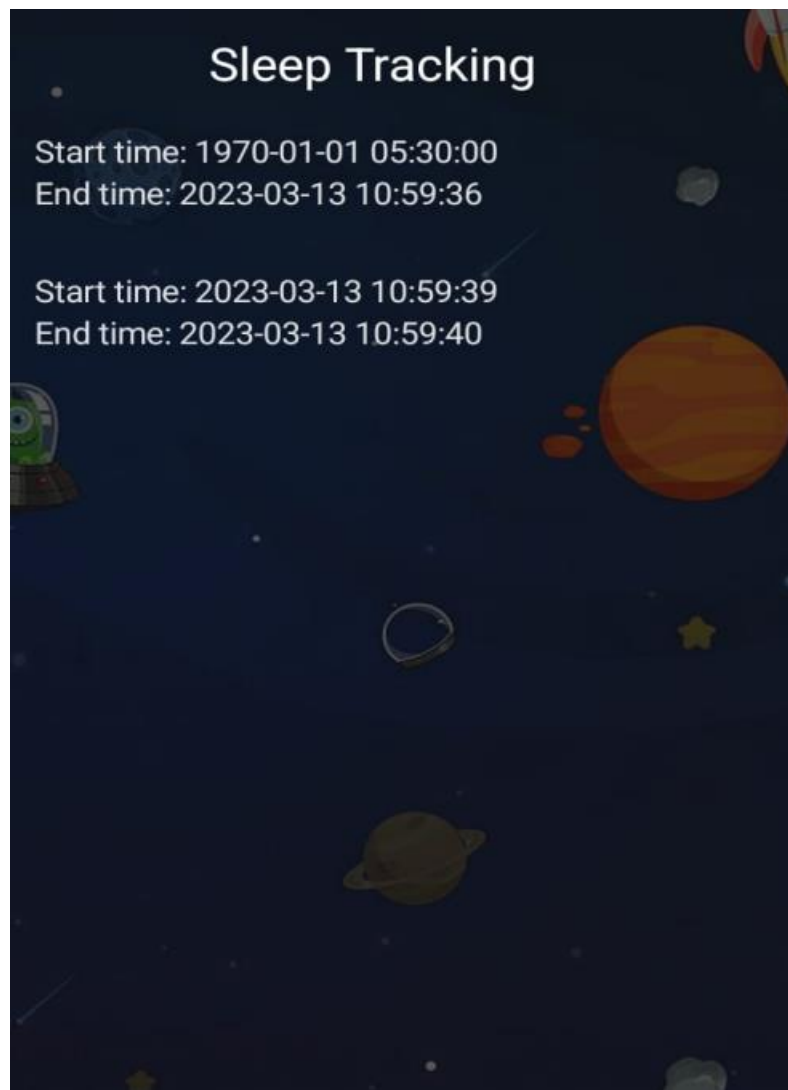 Sleep Tracking
Start time: 1970-01-01 05:30:00
End time: 2023-03-13 10:59:36
Start time: 2023-03-13 10:59:39
End time: 2023-03-13 10:59:40